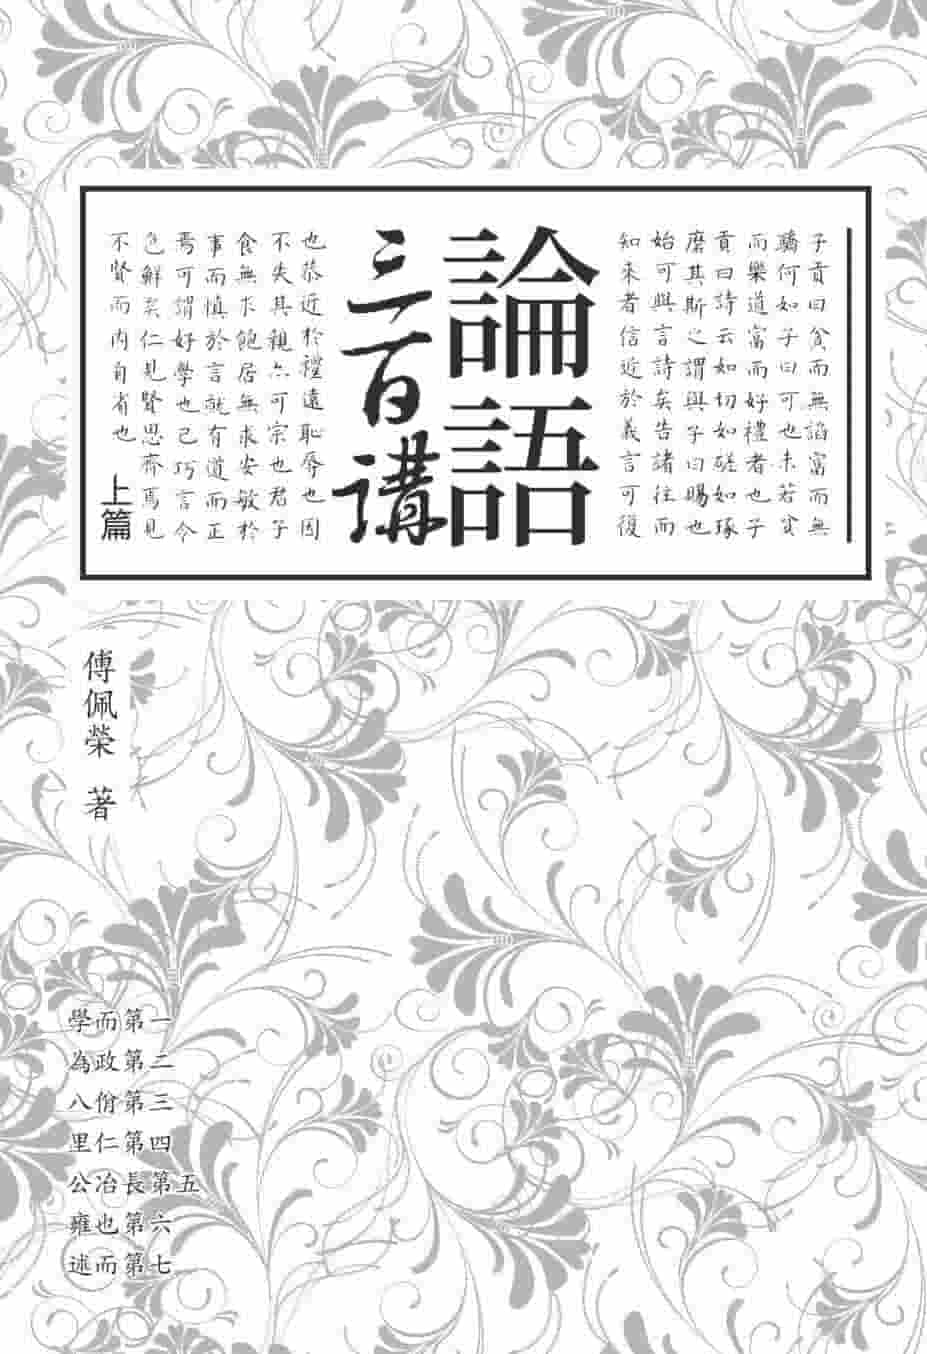 子貢曰貧而無諂富而無
驕何如子曰可也未若貧
而樂道富而好禮者也子
貢曰詩云如切如磋如琢
磨其斯之謂與子曰賜也
始可與言詩矣告諸往而
知來者信近於義言可復
論語
三百講
也恭近於禮遠恥辱也因
不失其親亦可宗也君子
食無求飽居無求安敏於
事而慎於言就有道而正
焉可謂好學也已巧言令
色鮮矣仁見賢思齊焉見
不賢而內自省也
上篇
傅佩榮 著
學而第一
為政第二
八佾第三
里仁第四
公冶長第五
雍也第六
述而第七